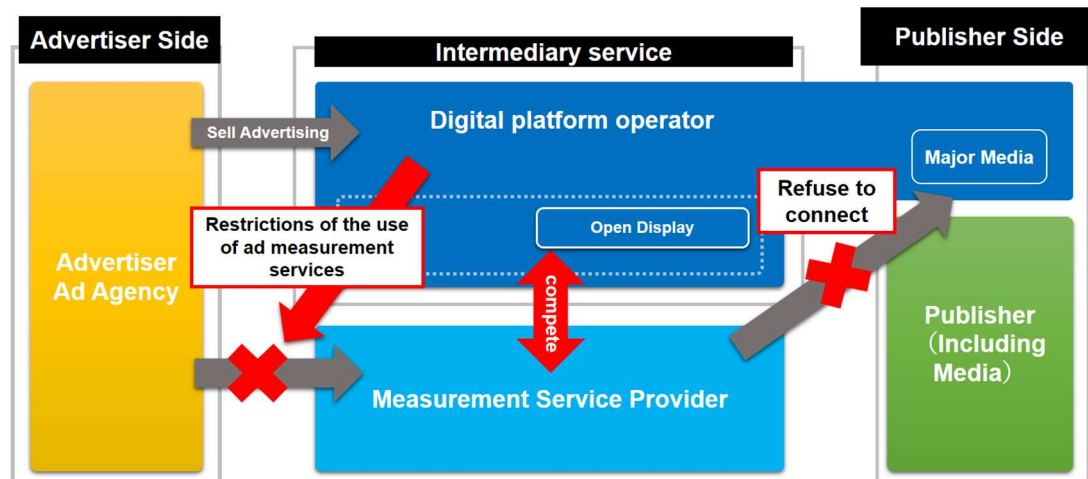 Advertiser Side
Intermediary service
Publisher Side
Sell Advertising
Digital platform operator
Major Media
Refuse to
connect
Restrictions of the use
of ad measurement
services
Open Display
Advertiser
Ad Agency
compete
Publisher
（Including
Media）
Measurement Service Provider